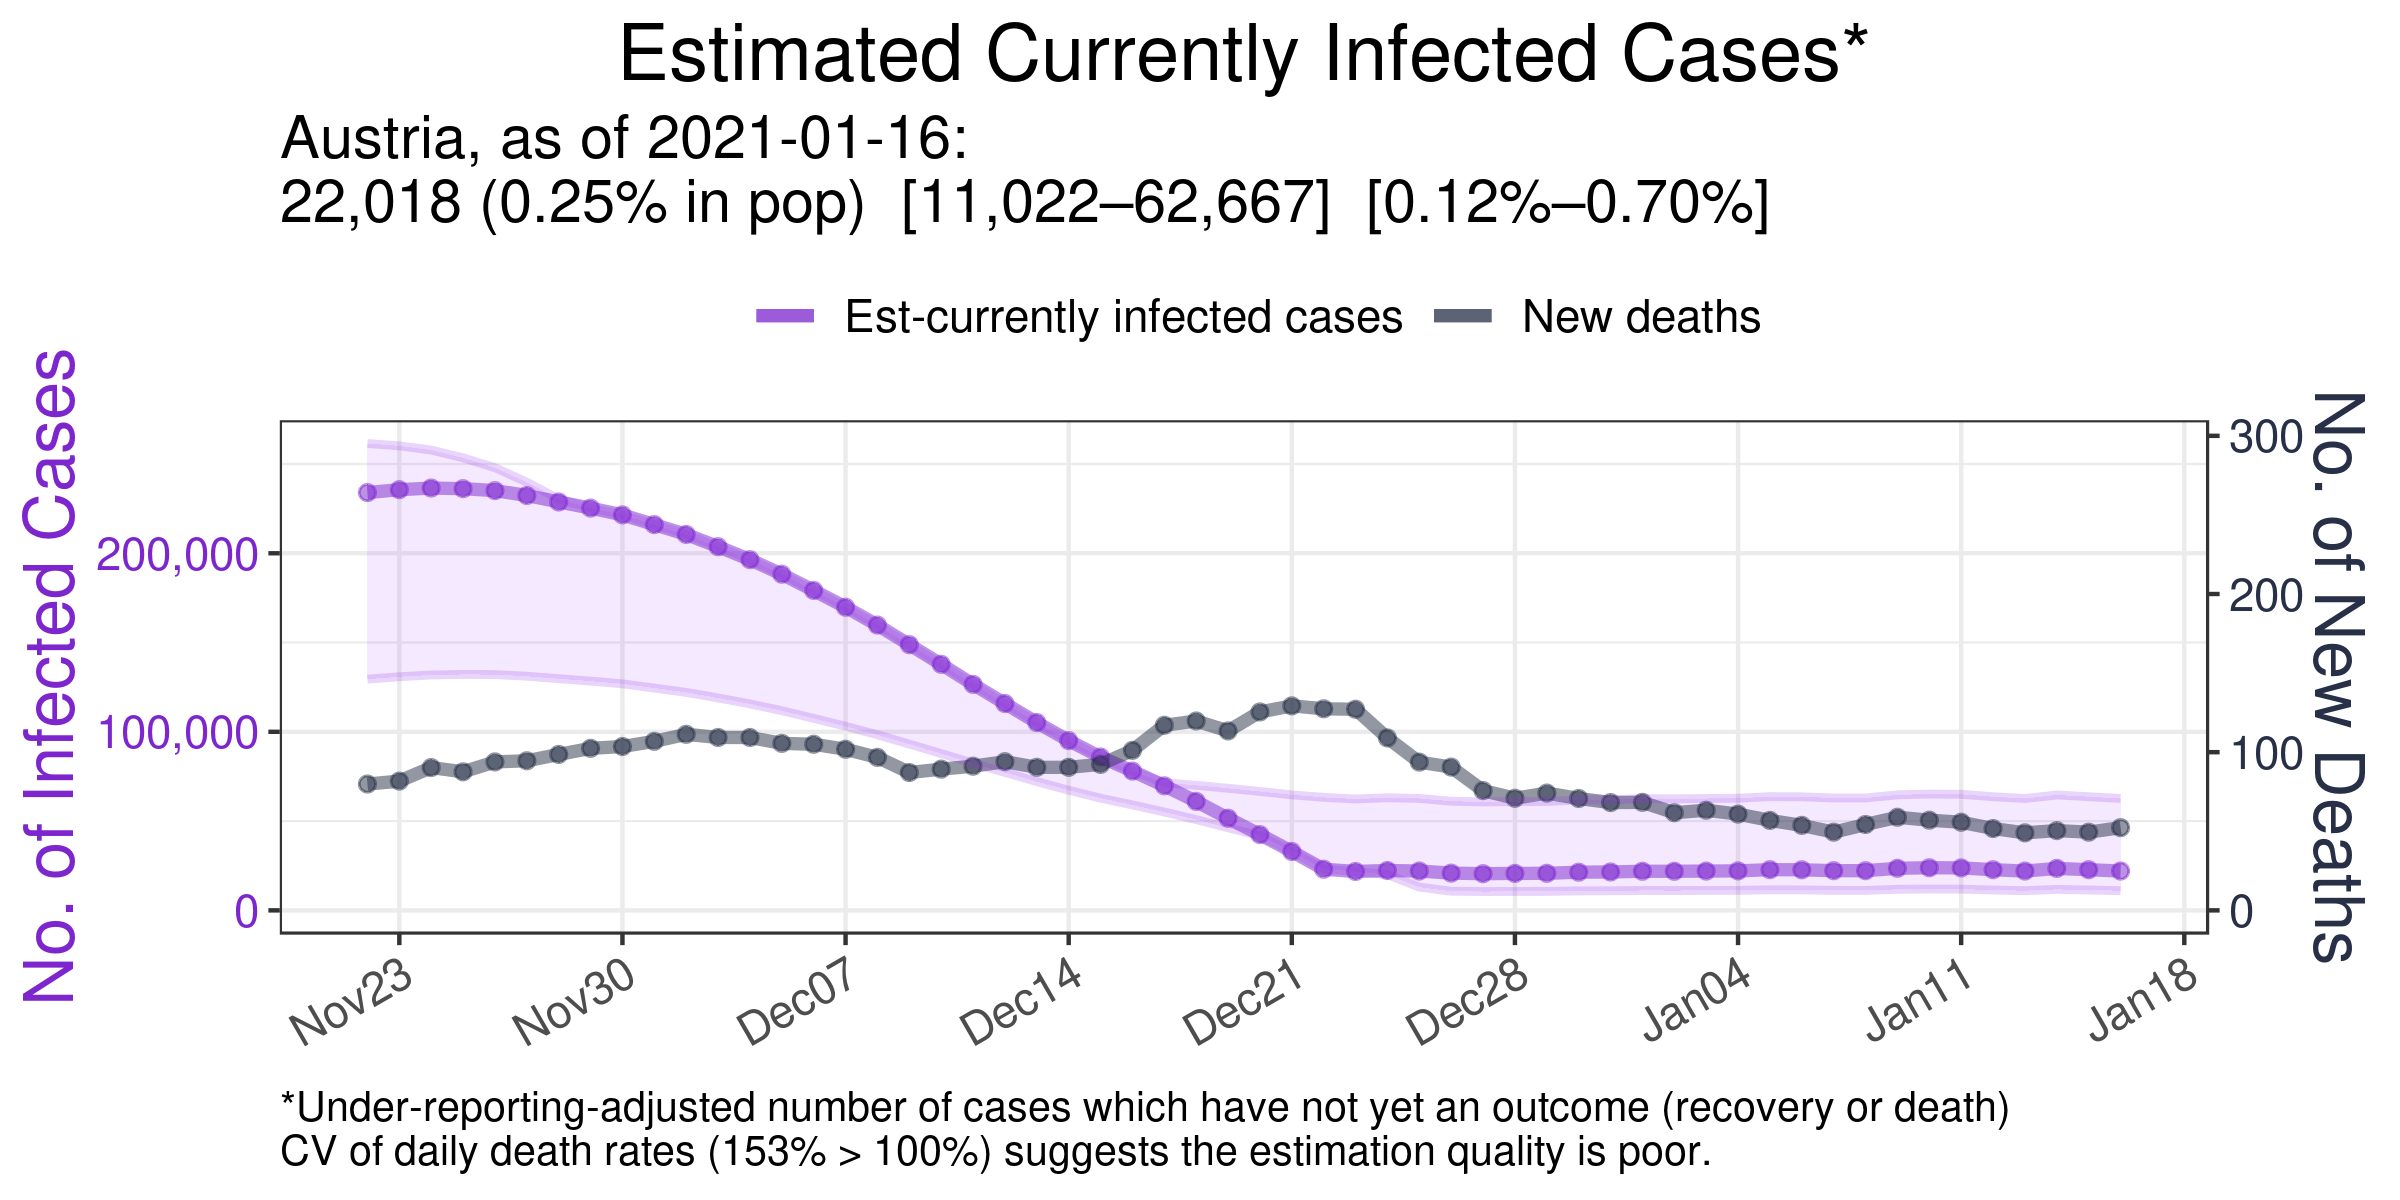 Estimated Currently Infected Cases*
Austria, as of 2021-01-16:
22,018 (0.25% in pop)  [11,022–62,667]  [0.12%–0.70%]
Est-currently infected cases
New deaths
No. of Infected Cases
200,000
100,000
0
300
200
100
0
No. of New Deaths
Nov23
Nov30
Dec07
Dec14
Dec21
Dec28
Jan04
Jan11
Jan18
*Under-reporting-adjusted number of cases which have not yet an outcome (recovery or death)
CV of daily death rates (153% > 100%) suggests the estimation quality is poor.